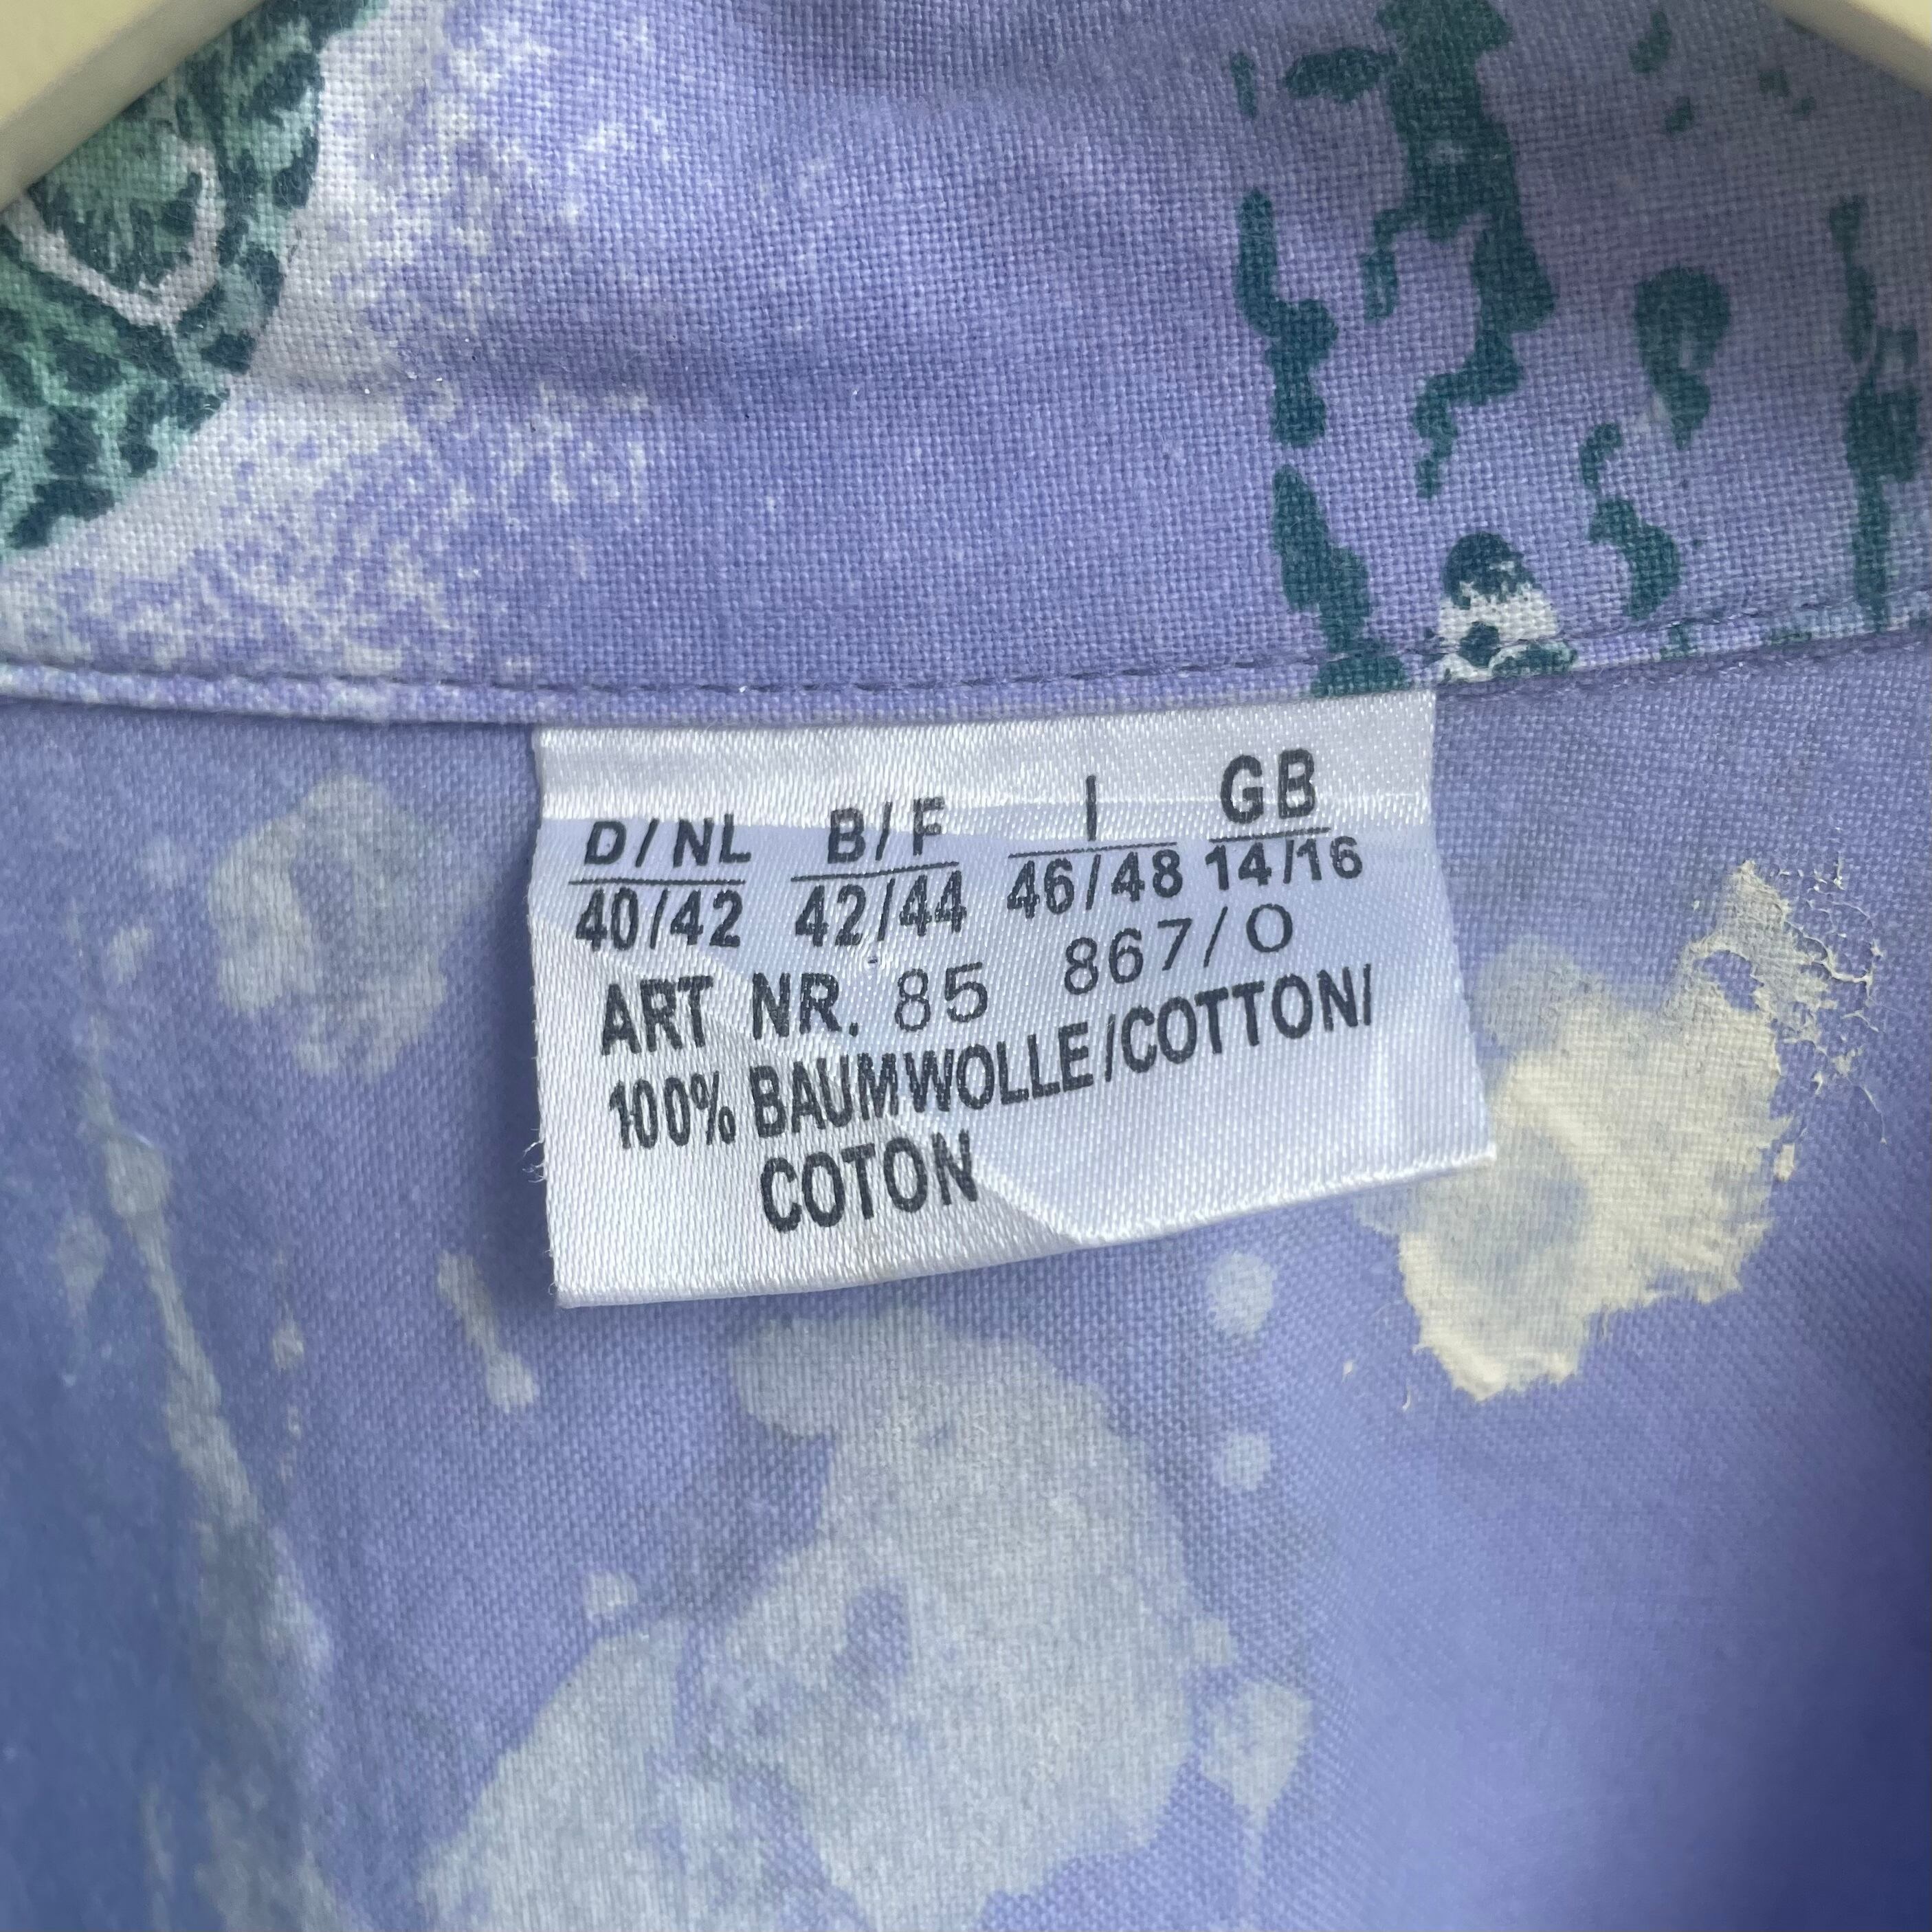 D/NL B/F I GB
40/42 42/44 46/48 14/16
ART NR. 85 867/0
100% BAUMWOLLE/COTTON/
COTON